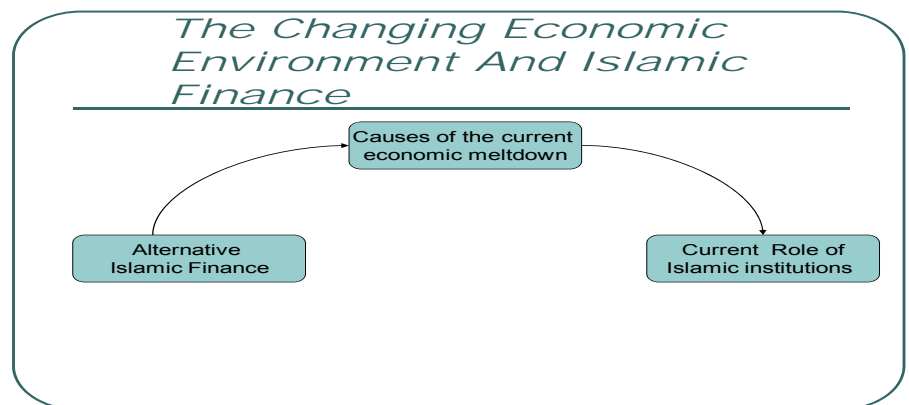 The Changing Economic
Environment And Islamic
Finance
Causes of the current
economic meltdown
Alternative
Islamic Finance
Current Role of
Islamic institutions